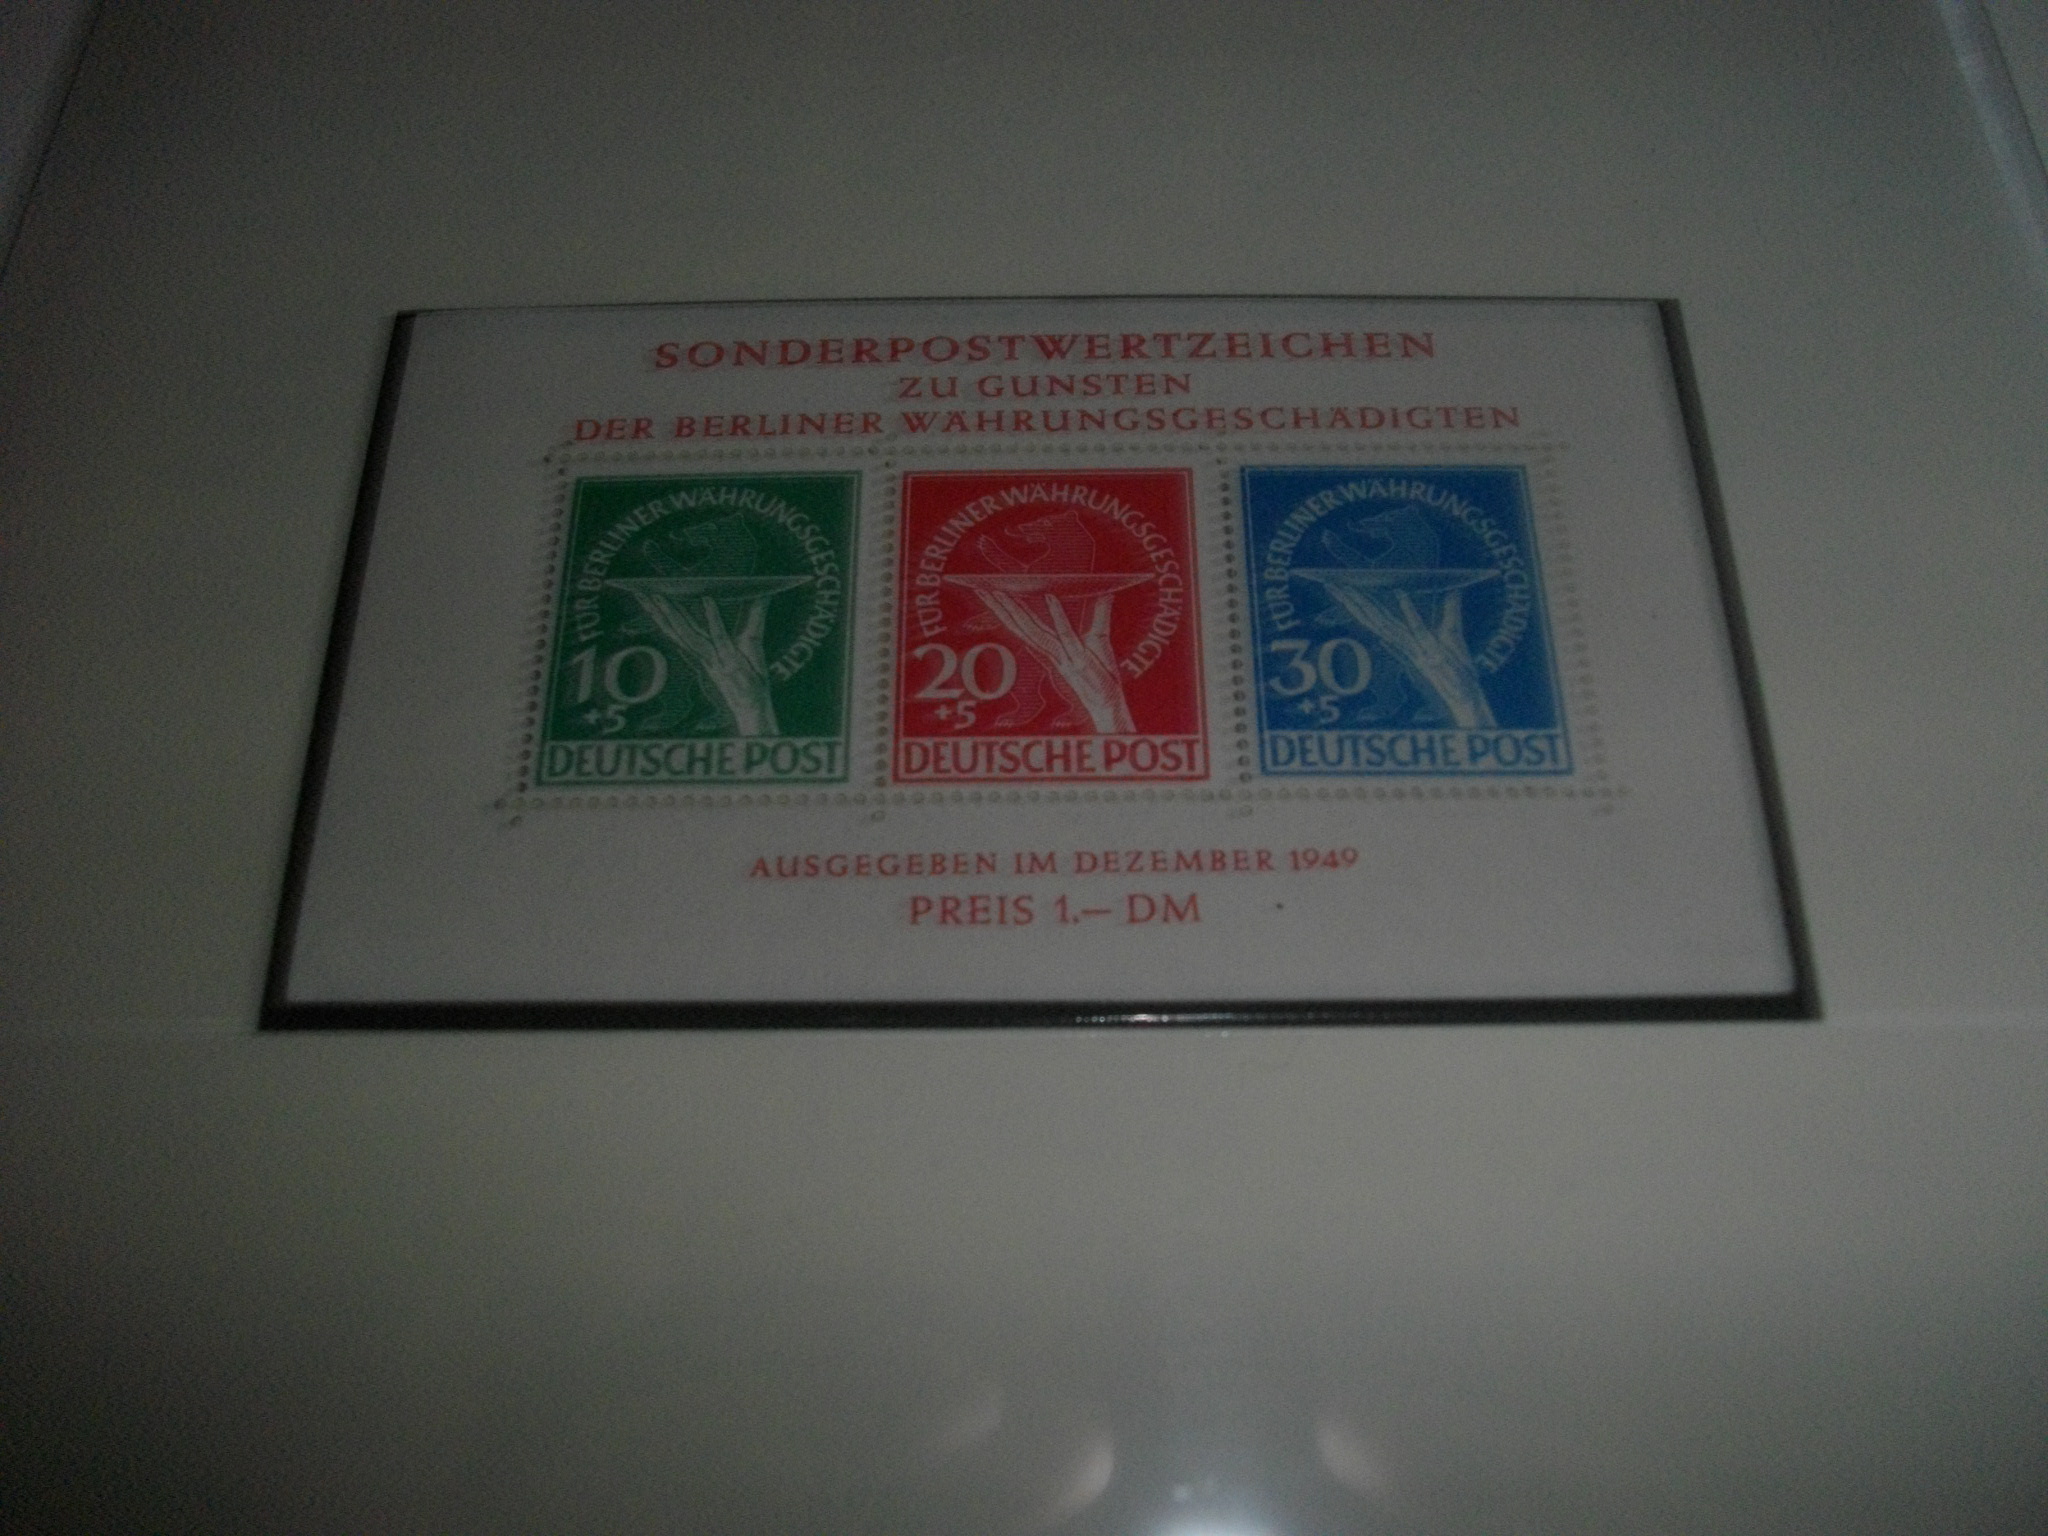 SONDERPOSTWERTZEICHEN
ZU GUNSTEN
DER BERLINER WÄHRUNGSGESCHÄDIGTEN
FÜR BERLINER WÄHRUNGSGESCHÄDIGTE
10
+5
DEUTSCHE POST
FÜR BERLINER WÄHRUNGSGESCHÄDIGTE
20
+5
DEUTSCHE POST
FÜR BERLINER WÄHRUNGSGESCHÄDIGTE
30
+5
DEUTSCHE POST
AUSGEGEBEN IM DEZEMBER 1949
PREIS 1.— DM